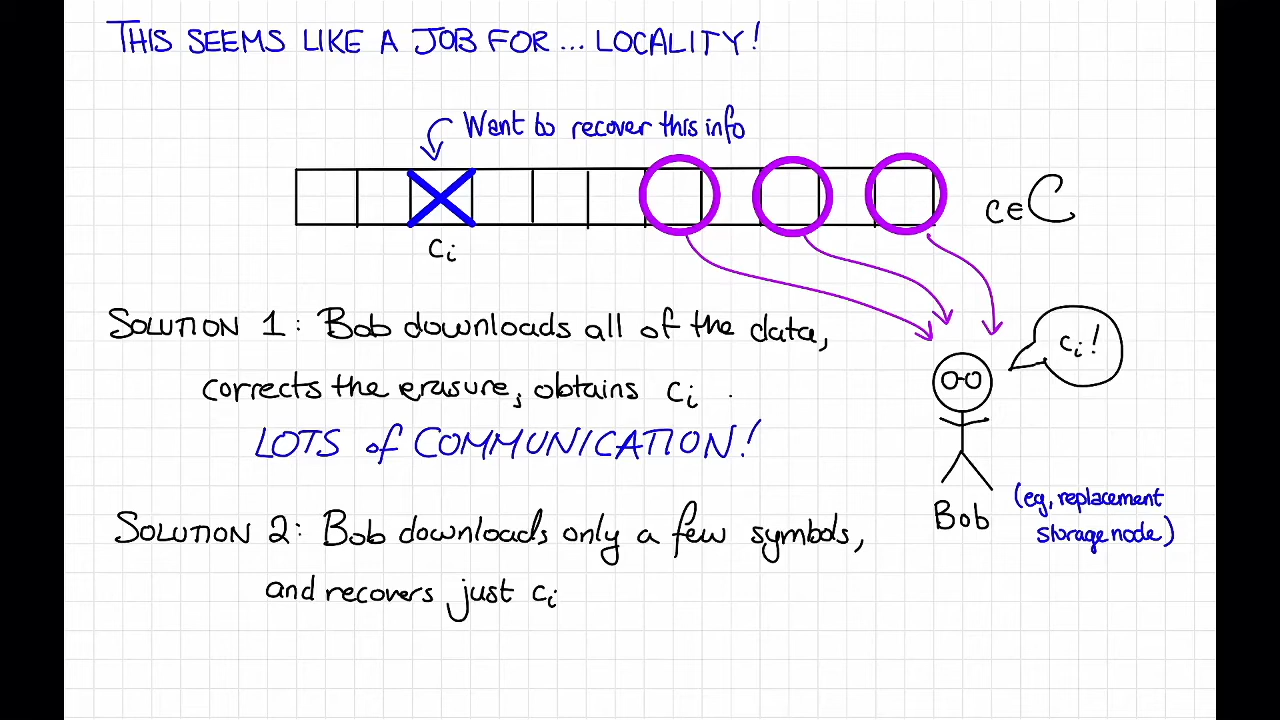 THIS SEEMS LIKE A JOB FOR... LOCALITY!
Want to recover this info
c∈C
ci
SOLUTION 1: Bob downloads all of the data,
corrects the erasure, obtains ci.
LOTS of COMMUNICATION!
ci!
SOLUTION 2: Bob downloads only a few symbols,
and recovers just ci
Bob
(eg, replacement
storage node)